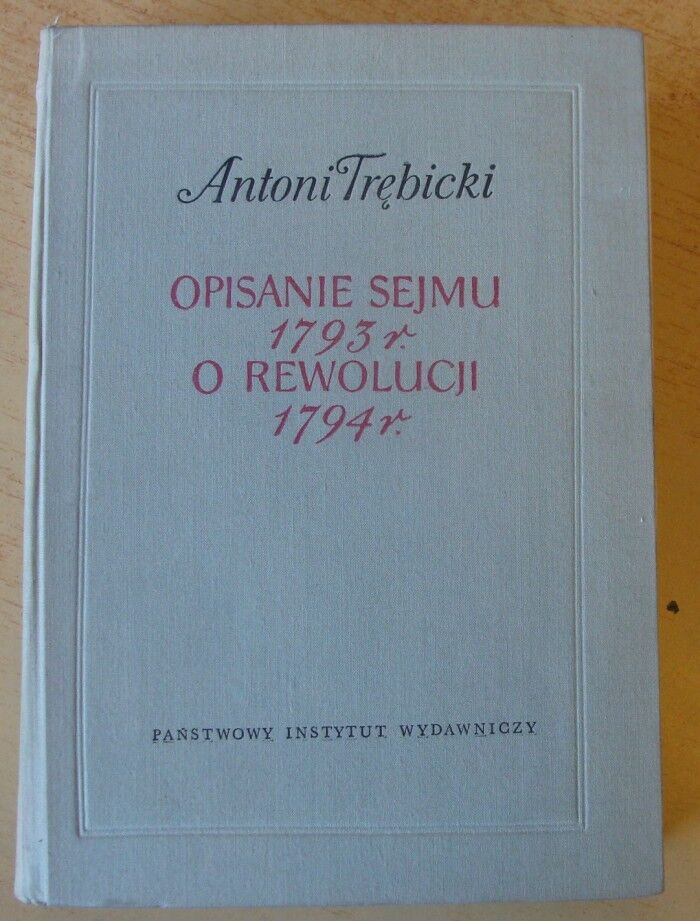 Antoni Trębicki
OPISANIE SEJMU
1793 r.
O REWOLUCJI
1794 r.
PAŃSTWOWY INSTYTUT WYDAWNICZY